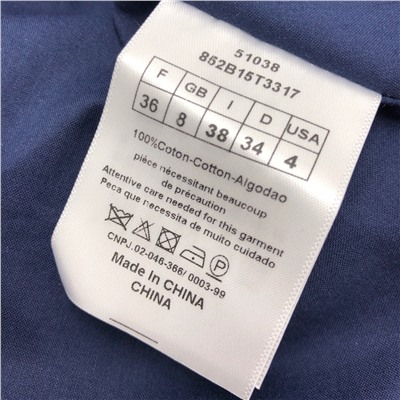 51038
852B15T3317
F GB I D USA
36 8 38 34 4
100%Coton-Cotton-Algodao
pièce nécessitant beaucoup
de précaution
Attentive care needed for this garment
Peca que necessita de muito cuidado
P
CNPJ.02-046-366/ 0003-99
Made In CHINA
CHINA